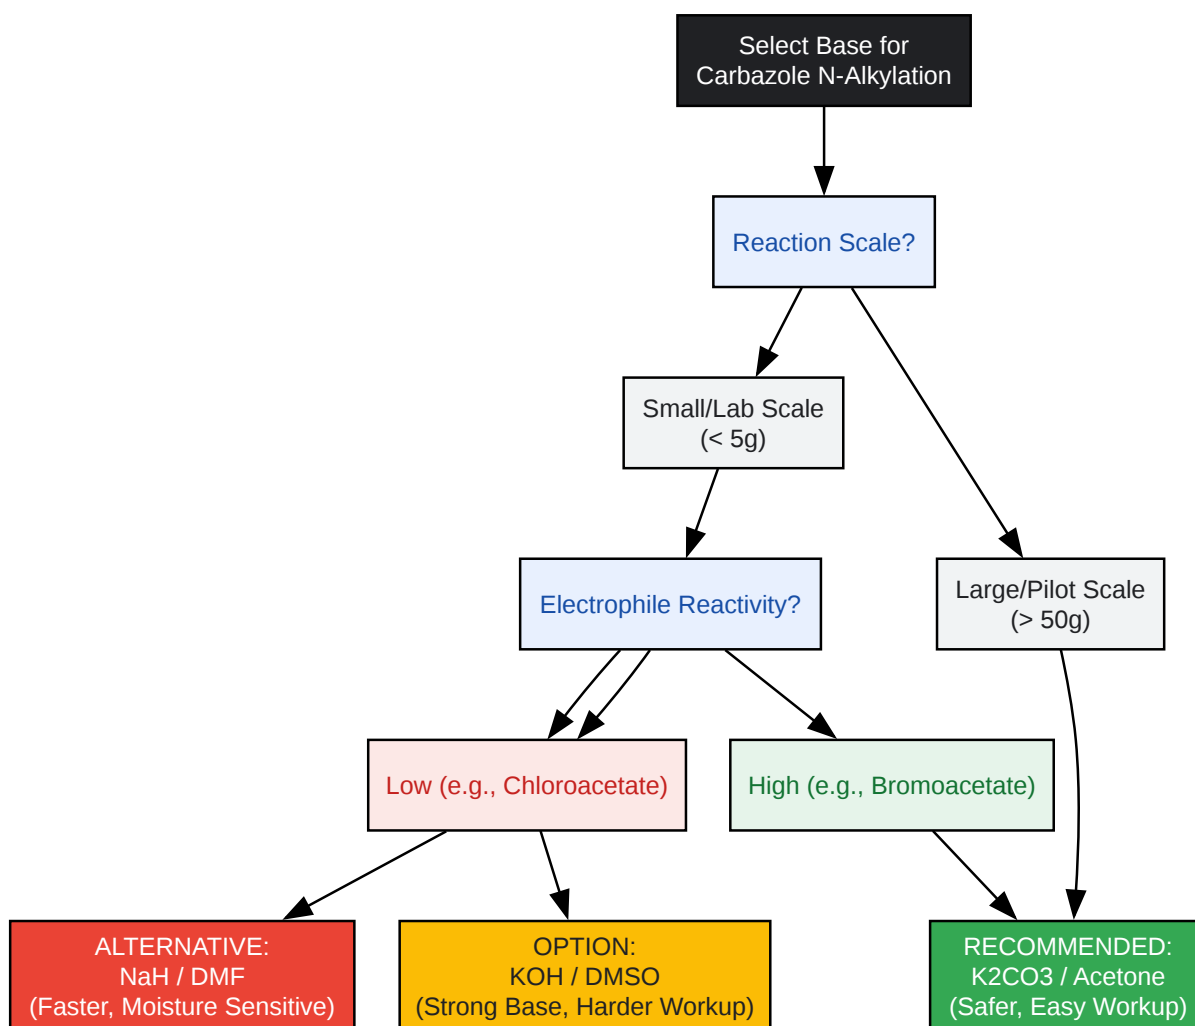 Select Base for
Carbazole N-Alkylation
Reaction Scale?
Small/Lab Scale
(< 5g)
Electrophile Reactivity?
Large/Pilot Scale
(> 50g)
Low (e.g., Chloroacetate)
High (e.g., Bromoacetate)
ALTERNATIVE:
NaH / DMF
(Faster, Moisture Sensitive)
OPTION:
KOH / DMSO
(Strong Base, Harder Workup)
RECOMMENDED:
K2CO3 / Acetone
(Safer, Easy Workup)